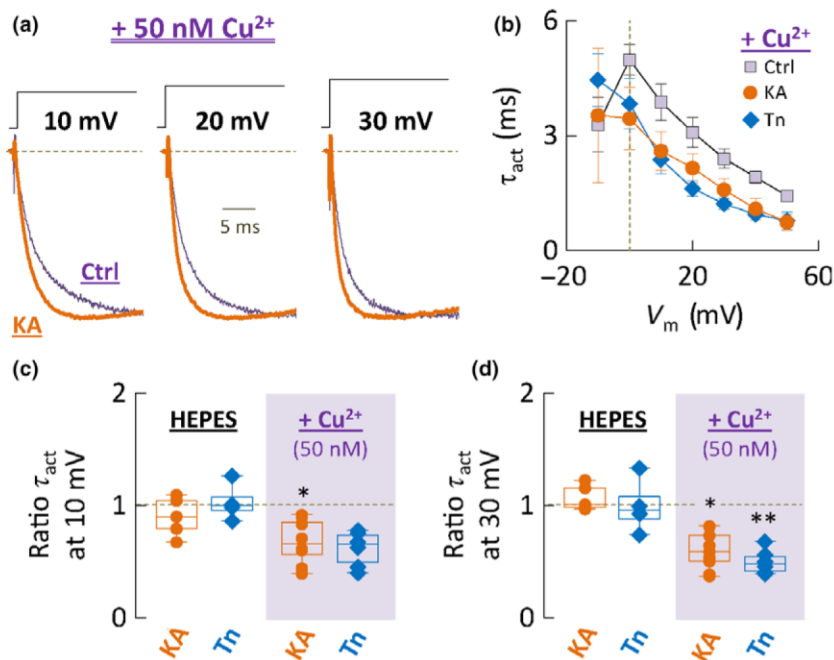 (a)
+ 50 nM Cu²⁺
10 mV
20 mV
30 mV
5 ms
Ctrl
KA
(b)
6
3
0
τact (ms)
−20
20
60
Vm (mV)
+ Cu²⁺
Ctrl
KA
Tn
(c)
2
1
0
Ratio τact
at 10 mV
HEPES
+ Cu²⁺
(50 nM)
*
KA
Tn
KA
Tn
(d)
2
1
0
Ratio τact
at 30 mV
HEPES
+ Cu²⁺
(50 nM)
*
**
KA
Tn
KA
Tn